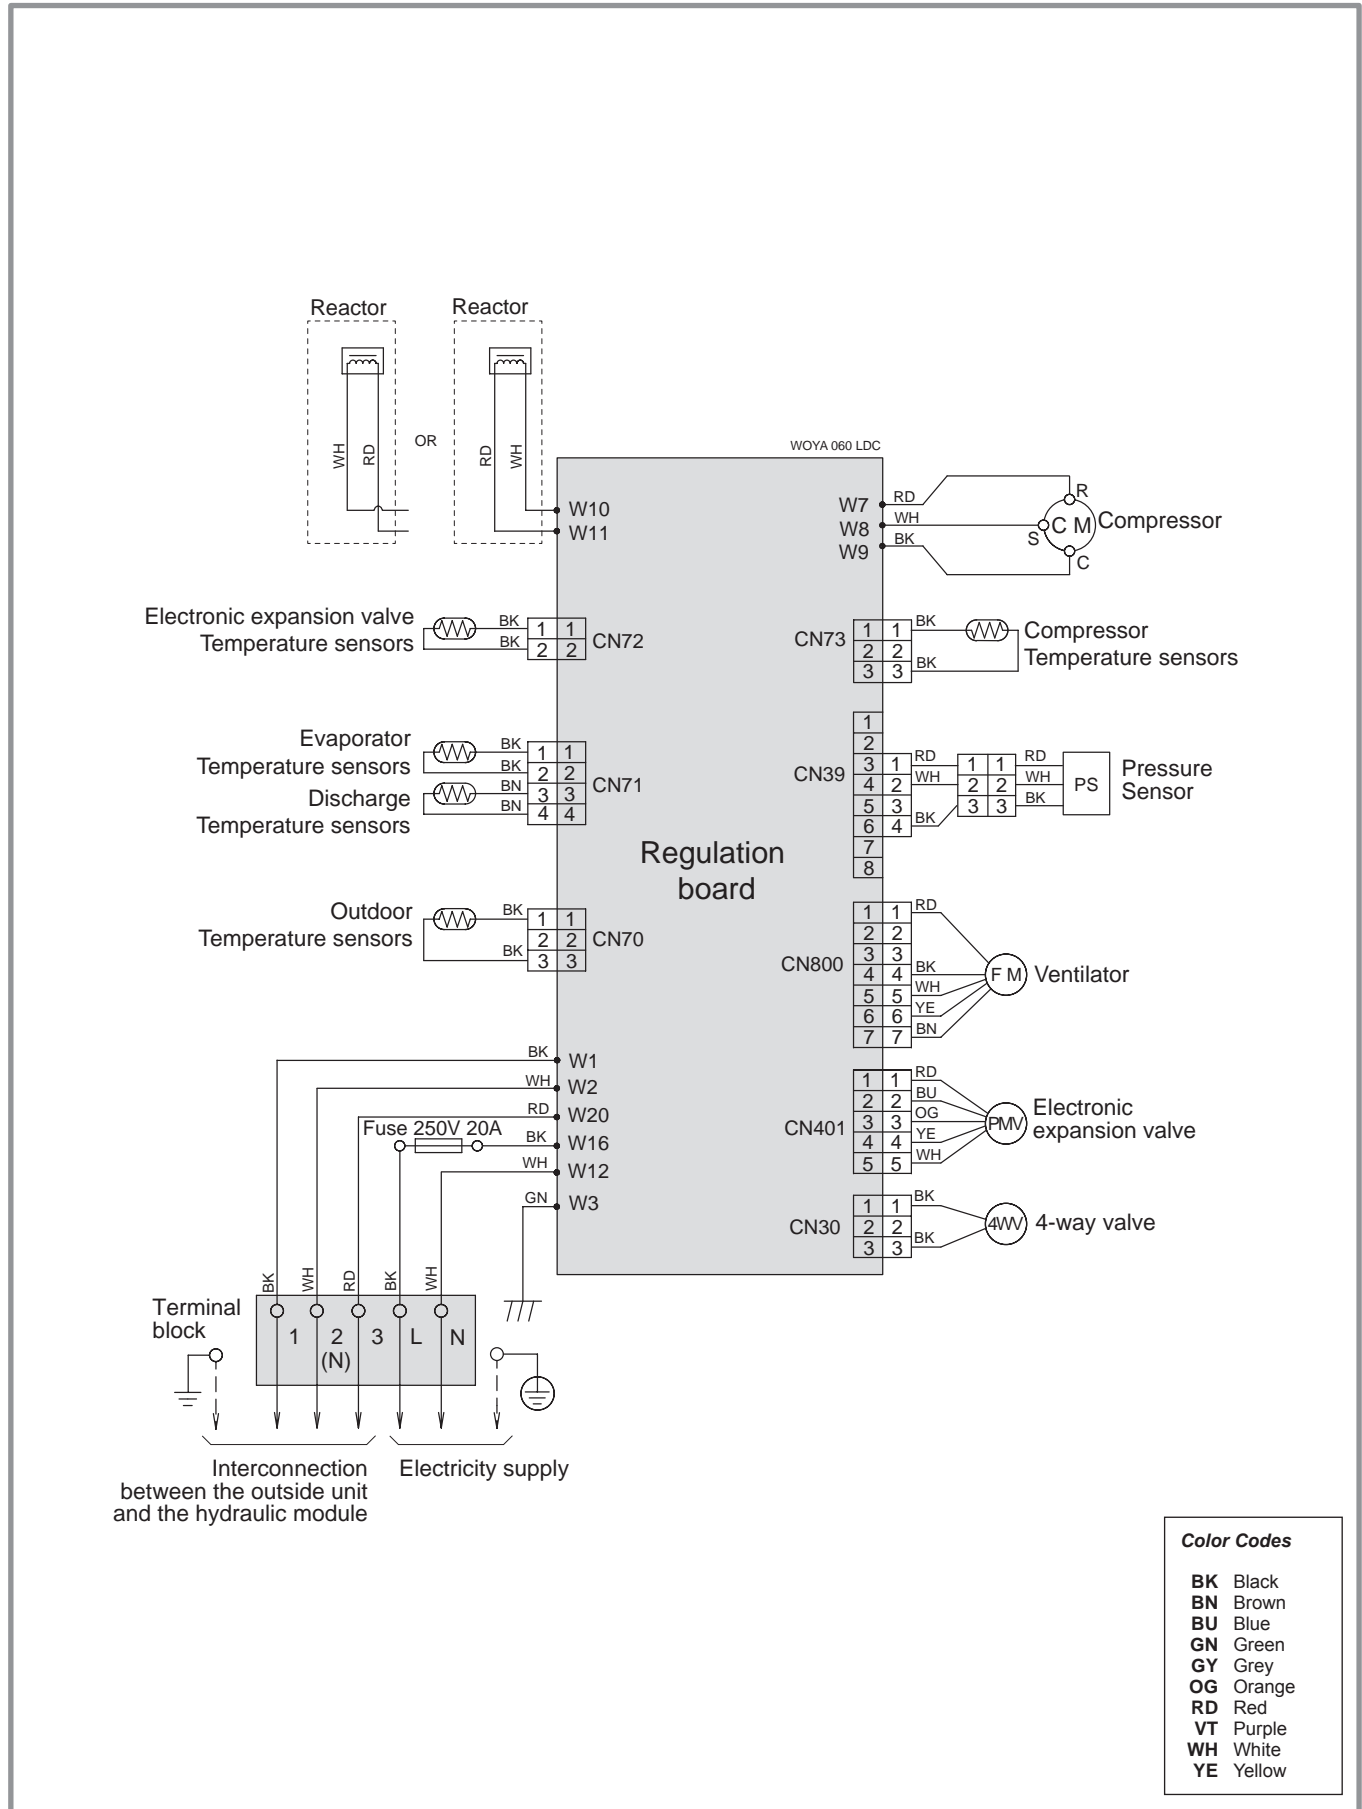 Reactor
Reactor
WH
RD
OR
RD
WH
WOYA 060 LDC
W10
W11
W7
W8
W9
RD
WH
BK
R
S
C
C M
Compressor
Electronic expansion valve
Temperature sensors
BK
BK
1 1
2 2
CN72
CN73
1 1
2 2
3 3
BK
BK
Compressor
Temperature sensors
Evaporator
Temperature sensors
Discharge
Temperature sensors
BK
BK
BN
BN
1 1
2 2
3 3
4 4
CN71
CN39
1
2
3 1
4 2
5 3
6 4
7
8
RD
WH
BK
1 1
2 2
3 3
RD
WH
BK
PS
Pressure
Sensor
Regulation
board
Outdoor
Temperature sensors
BK
BK
1 1
2 2
3 3
CN70
CN800
1 1
2 2
3 3
4 4
5 5
6 6
7 7
RD
BK
WH
YE
BN
F M
Ventilator
BK
WH
RD
BK
WH
GN
W1
W2
W20
W16
W12
W3
Fuse 250V 20A
CN401
1 1
2 2
3 3
4 4
5 5
RD
BU
OG
YE
WH
PMV
Electronic
expansion valve
CN30
1 1
2 2
3 3
BK
BK
4WV
4-way valve
BK
WH
RD
BK
WH
Terminal
block
1 2 3 L N
(N)
Interconnection
between the outside unit
and the hydraulic module
Electricity supply
Color Codes
BK Black
BN Brown
BU Blue
GN Green
GY Grey
OG Orange
RD Red
VT Purple
WH White
YE Yellow